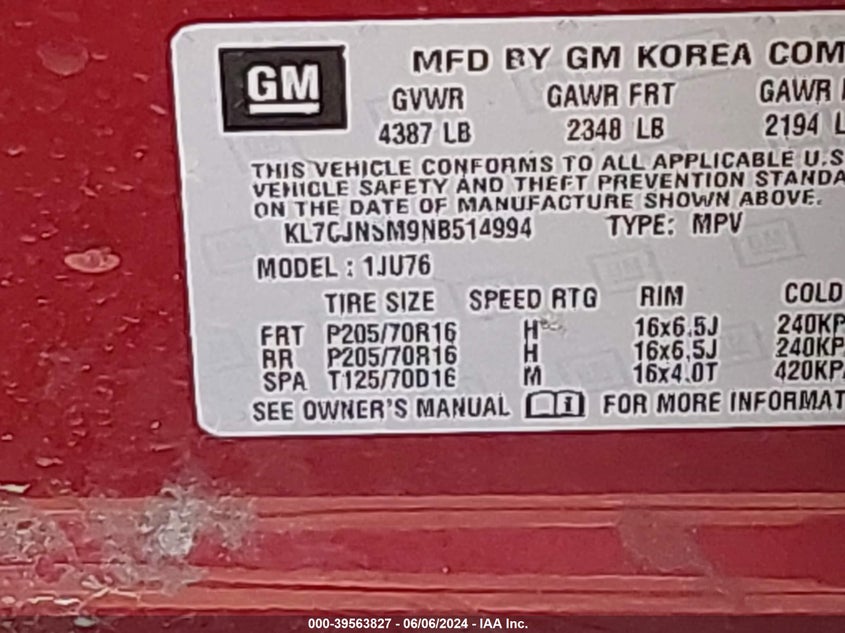 GM
MFD BY GM KOREA COM
GVWR GAWR FRT GAWR
4387 LB 2348 LB 2194 L
THIS VEHICLE CONFORMS TO ALL APPLICABLE U.S
VEHICLE SAFETY AND THEFT PREVENTION STANDA
ON THE DATE OF MANUFACTURE SHOWN ABOVE.
KL7CJNSM9NB514994 TYPE: MPV
MODEL : 1JU76
TIRE SIZE SPEED RTG RIM COLD
FRT P205/70R16 H 16x6.5J 240KP
RR P205/70R16 H 16x6.5J 240KP
SPA T125/70D16 M 16x4.0T 420KPA
SEE OWNER'S MANUAL FOR MORE INFORMAT
000-39563827 - 06/06/2024 - IAA Inc.